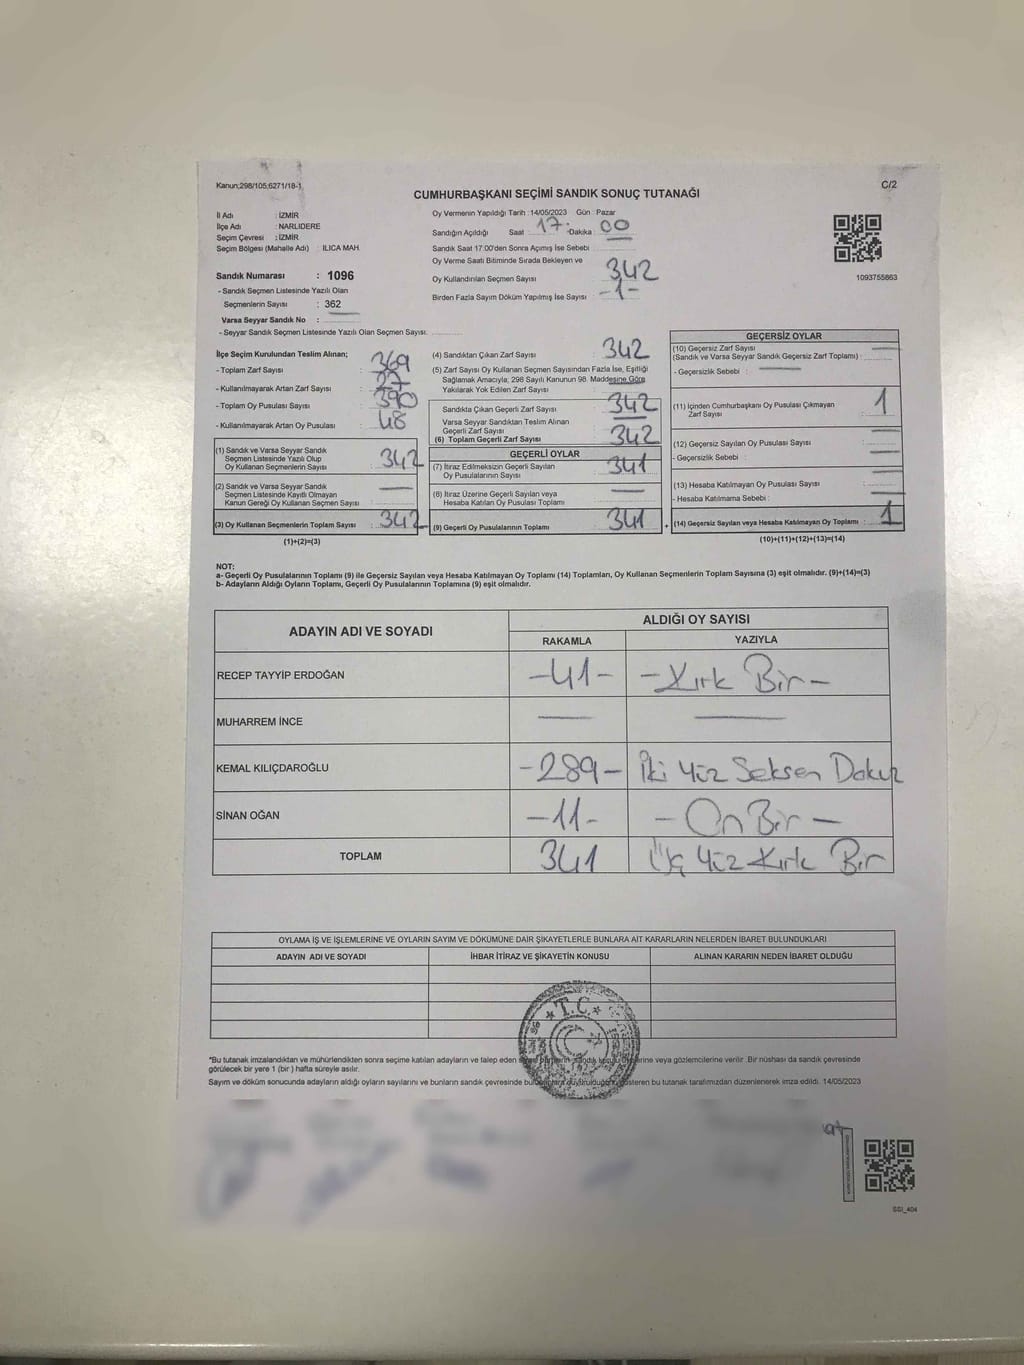 Kanun;298/105;6271/18-1
C/2
CUMHURBAŞKANI SEÇİMİ SANDIK SONUÇ TUTANAĞI
İl Adı : İZMİR
İlçe Adı : NARLIDERE
Seçim Çevresi : İZMİR
Seçim Bölgesi (Mahalle Adı) : ILICA MAH.
Sandık Numarası : 1096
- Sandık Seçmen Listesinde Yazılı Olan
Seçmenlerin Sayısı : 362
Varsa Seyyar Sandık No :
- Seyyar Sandık Seçmen Listesinde Yazılı Olan Seçmen Sayısı:
Oy Vermenin Yapıldığı Tarih :14/05/2023 Gün : Pazar
Sandığın Açıldığı Saat 17: Dakika : 00
Sandık Saat 17:00'den Sonra Açımış İse Sebebi
Oy Verme Saati Bitiminde Sırada Bekleyen ve
Oy Kullandırılan Seçmen Sayısı 342
Birden Fazla Sayım Döküm Yapılmış İse Sayısı -1-
1093755863
İlçe Seçim Kurulundan Teslim Alınan;
- Toplam Zarf Sayısı : 369
- Kullanılmayarak Artan Zarf Sayısı : 27
- Toplam Oy Pusulası Sayısı : 390
- Kullanılmayarak Artan Oy Pusulası : 48
(1) Sandık ve Varsa Seyyar Sandık
Seçmen Listesinde Yazılı Olup
Oy Kullanan Seçmenlerin Sayısı : 342
(2) Sandık ve Varsa Seyyar Sandık
Seçmen Listesinde Kayıtlı Olmayan
Kanun Gereği Oy Kullanan Seçmen Sayısı
(3) Oy Kullanan Seçmenlerin Toplam Sayısı : 342
(1)+(2)=(3)
(4) Sandıktan Çıkan Zarf Sayısı : 342
(5) Zarf Sayısı Oy Kullanan Seçmen Sayısından Fazla İse, Eşitliği
Sağlamak Amacıyla; 298 Sayılı Kanunun 98. Maddesine Göre
Yakılarak Yok Edilen Zarf Sayısı
Sandıkta Çıkan Geçerli Zarf Sayısı : 342
Varsa Seyyar Sandıktan Teslim Alınan
Geçerli Zarf Sayısı
(6) Toplam Geçerli Zarf Sayısı : 342
GEÇERLİ OYLAR
(7) İtiraz Edilmeksizin Geçerli Sayılan
Oy Pusulalarının Sayısı : 341
(8) İtiraz Üzerine Geçerli Sayılan veya
Hesaba Katılan Oy Pusulası Toplamı
(9) Geçerli Oy Pusulalarının Toplamı : 341
GEÇERSİZ OYLAR
(10) Geçersiz Zarf Sayısı
(Sandık ve Varsa Seyyar Sandık Geçersiz Zarf Toplamı) :
- Geçersizlik Sebebi :
(11) İçinden Cumhurbaşkanı Oy Pusulası Çıkmayan
Zarf Sayısı : 1
(12) Geçersiz Sayılan Oy Pusulası Sayısı
- Geçersizlik Sebebi :
(13) Hesaba Katılmayan Oy Pusulası Sayısı
- Hesaba Katılmama Sebebi :
+ (14) Geçersiz Sayılan veya Hesaba Katılmayan Oy Toplamı : 1
(10)+(11)+(12)+(13)=(14)
NOT:
a- Geçerli Oy Pusulalarının Toplamı (9) ile Geçersiz Sayılan veya Hesaba Katılmayan Oy Toplamı (14) Toplamları, Oy Kullanan Seçmenlerin Toplam Sayısına (3) eşit olmalıdır. (9)+(14)=(3)
b- Adayların Aldığı Oyların Toplamı, Geçerli Oy Pusulalarının Toplamına (9) eşit olmalıdır.
ADAYIN ADI VE SOYADI ALDIĞI OY SAYISI
RAKAMLA YAZIYLA
RECEP TAYYİP ERDOĞAN -41- -Kırk Bir-
MUHARREM İNCE
KEMAL KILIÇDAROĞLU -289- İki Yüz Seksen Dokuz
SİNAN OĞAN -11- -On Bir-
TOPLAM 341 Üç Yüz Kırk Bir
OYLAMA İŞ VE İŞLEMLERİNE VE OYLARIN SAYIM VE DÖKÜMÜNE DAİR ŞİKAYETLERLE BUNLARA AİT KARARLARIN NELERDEN İBARET BULUNDUKLARI
ADAYIN ADI VE SOYADI İHBAR İTİRAZ VE ŞİKAYETİN KONUSU ALINAN KARARIN NEDEN İBARET OLDUĞU
*T.C.*
*Bu tutanak imzalandıktan ve mühürlendikten sonra seçime katılan adayların ve talep eden veya gözlemcilerine verilir. Bir nüshası da sandık çevresinde
görülecek bir yere 1 (bir) hafta süreyle asılır.
Sayım ve döküm sonucunda adayların aldığı oyların sayılarını ve bunların sandık çevresinde gösteren bu tutanak tarafımızdan düzenlenerek imza edildi. 14/05/2023
SSI_404